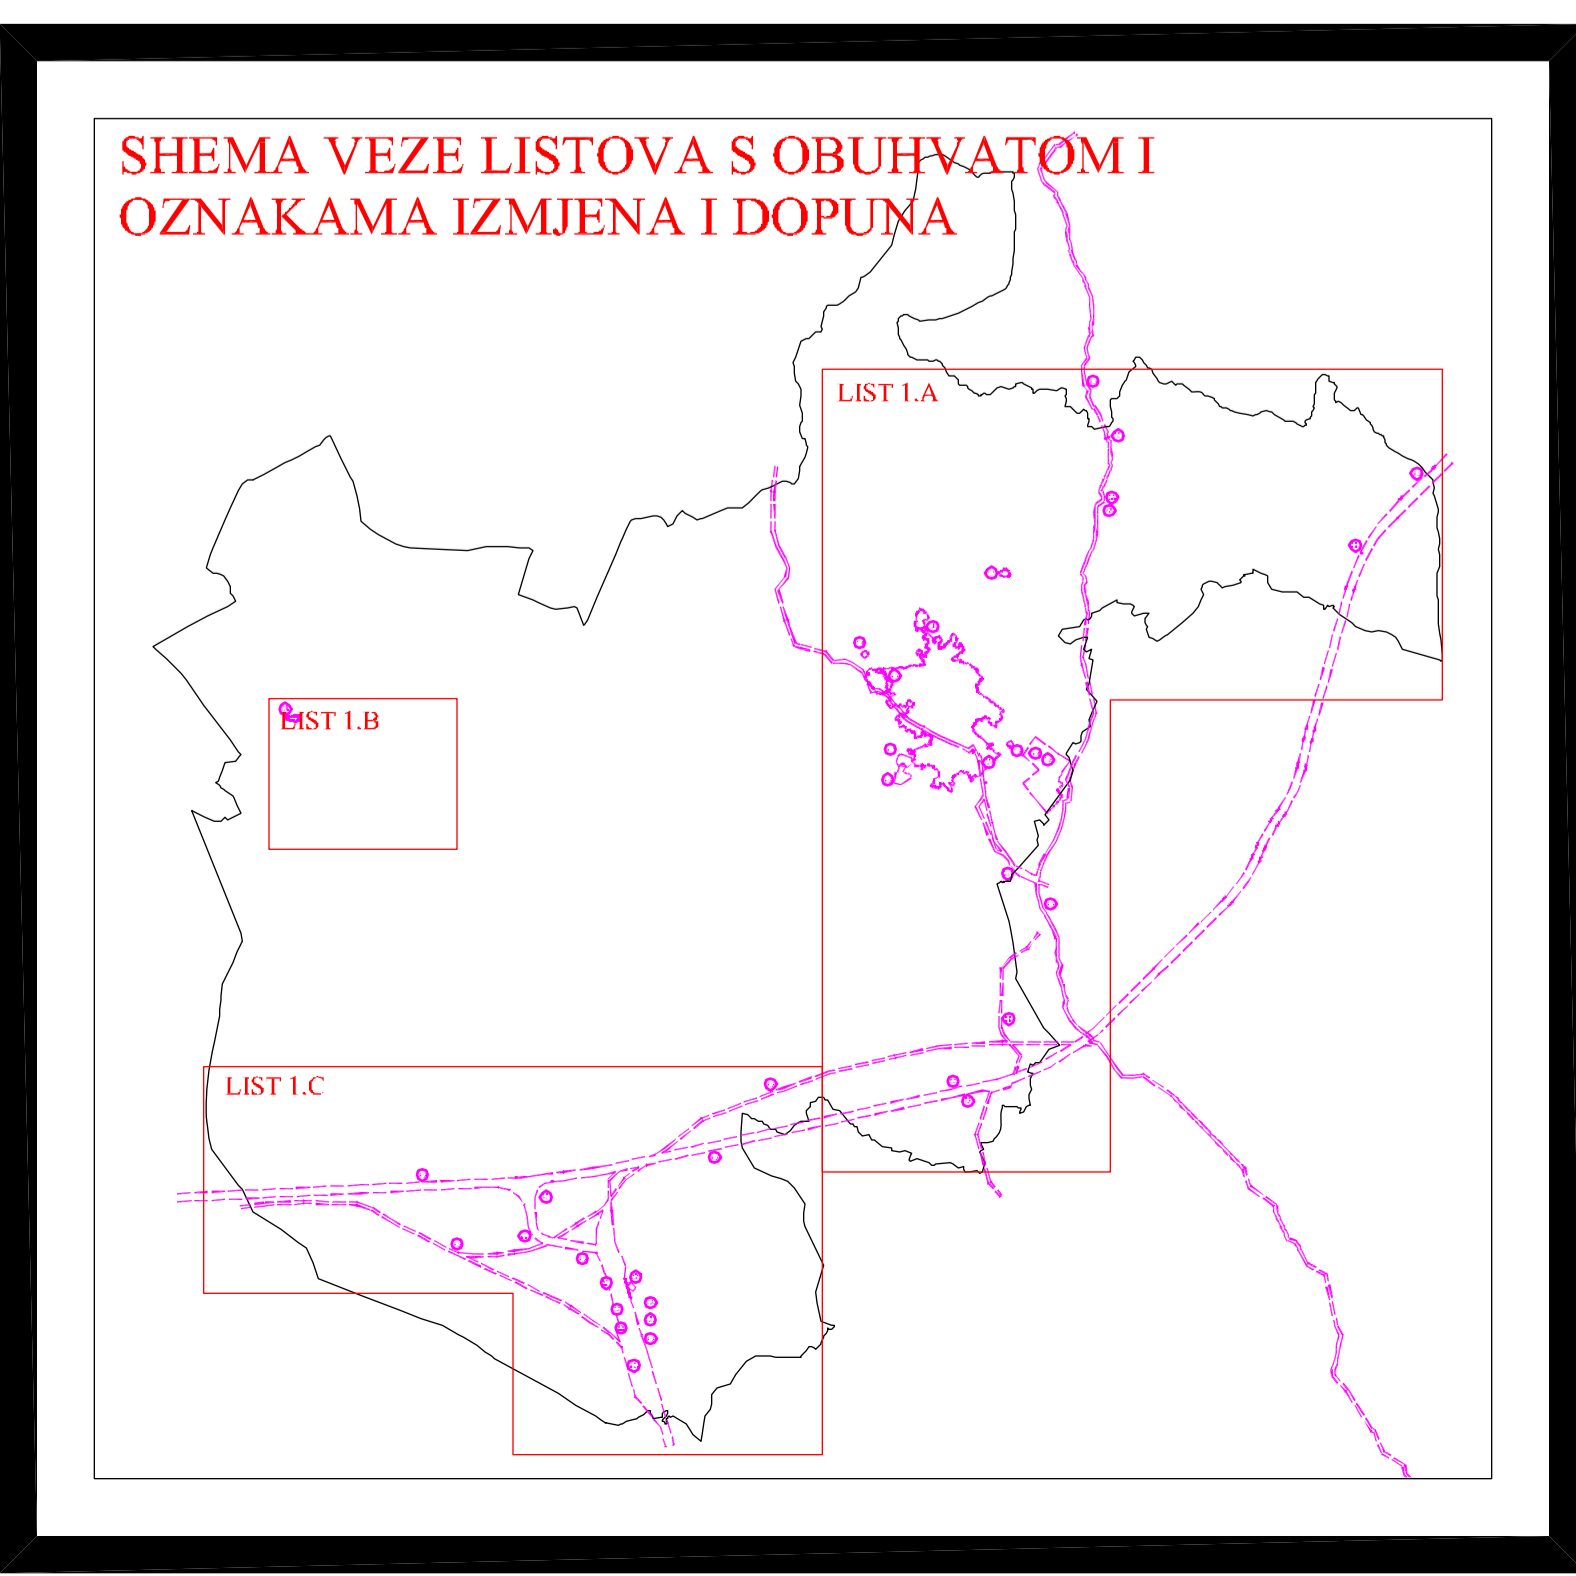 SHEMA VEZE LISTOVA S OBUHVATOM I
OZNAKAMA IZMJENA I DOPUNA
LIST 1.A
LIST 1.B
LIST 1.C